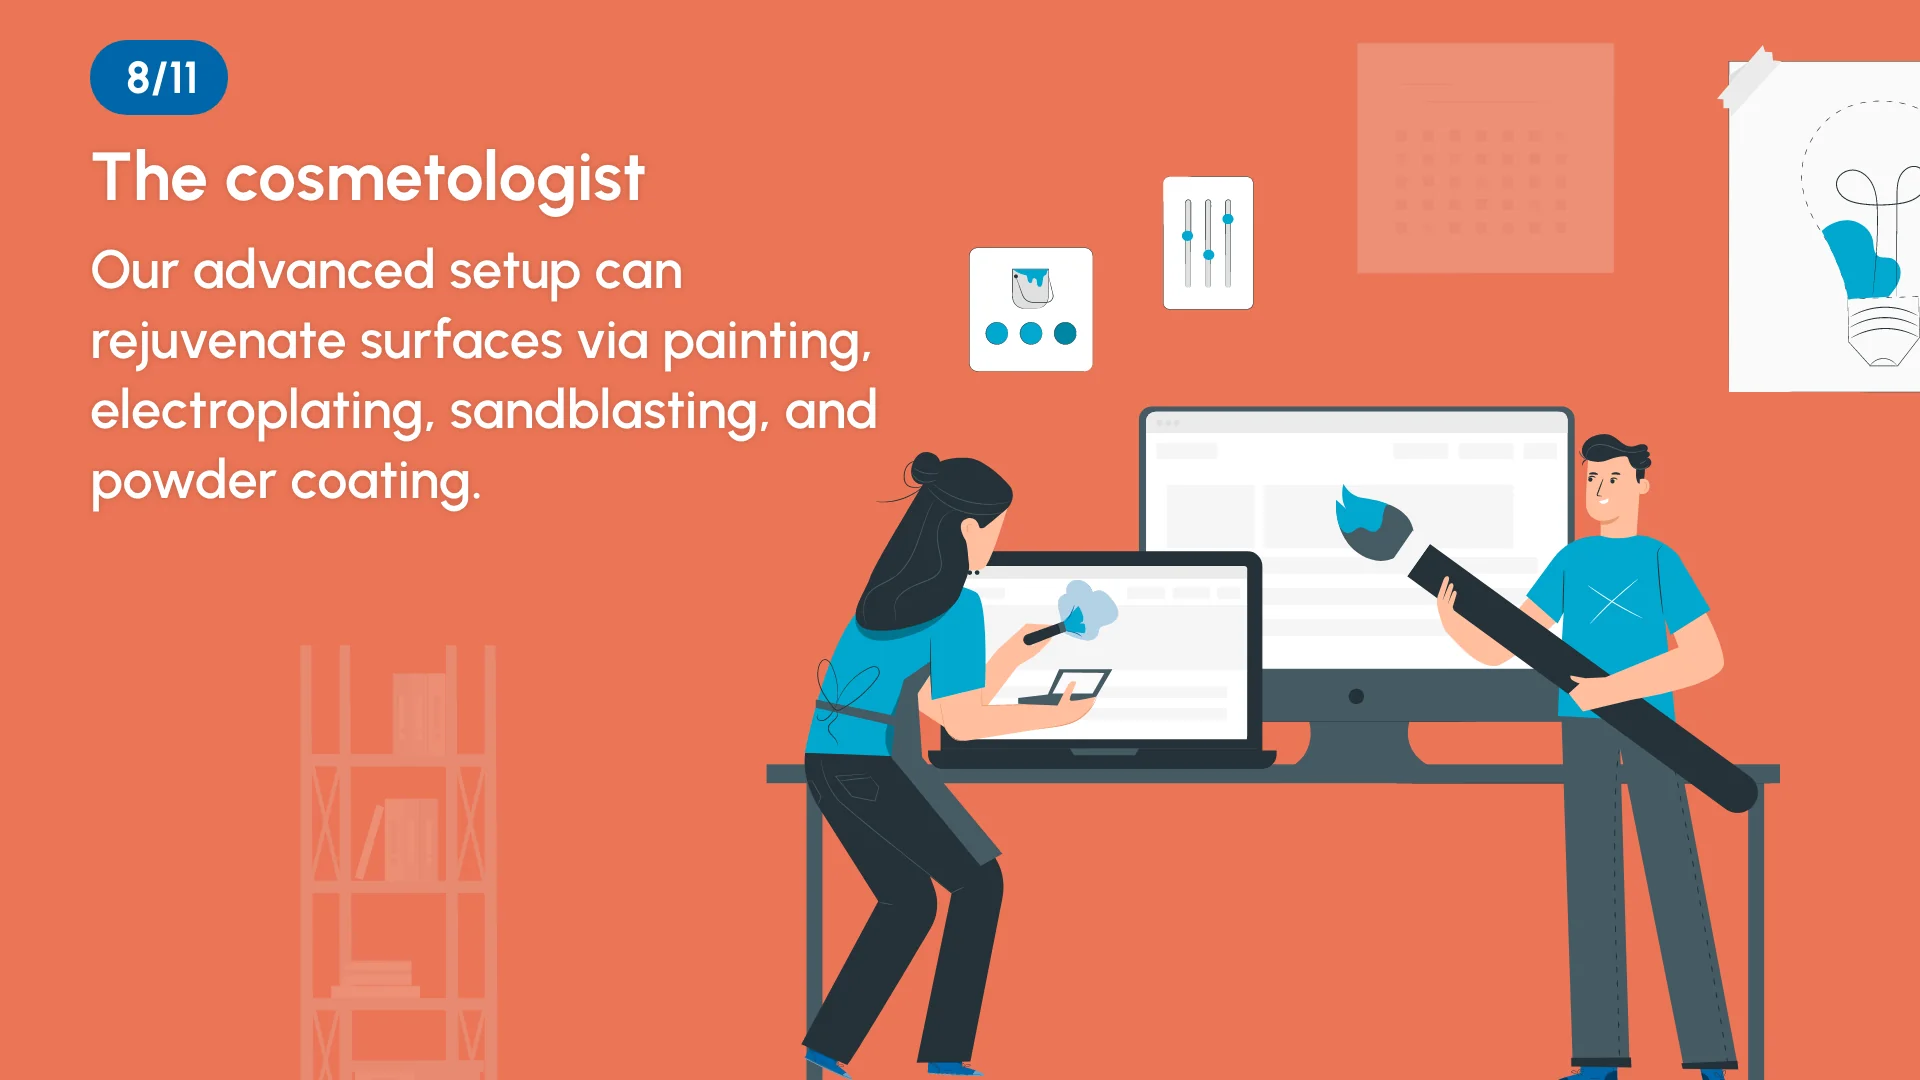 8/11
The cosmetologist
Our advanced setup can
rejuvenate surfaces via painting,
electroplating, sandblasting, and
powder coating.